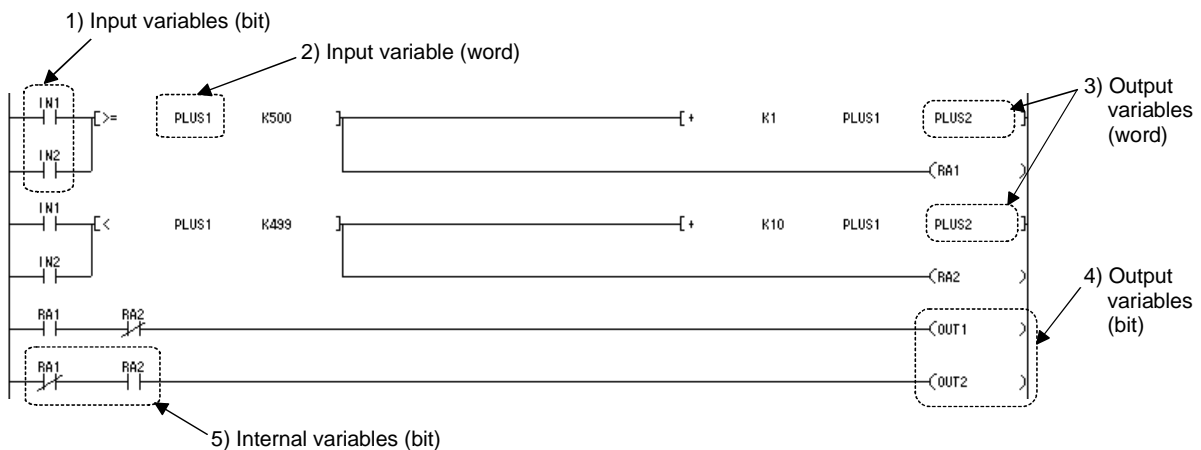 1) Input variables (bit)
2) Input variable (word)
3) Output
variables
(word)
IN1
[>= PLUS1 K500 ] [+ K1 PLUS1 PLUS2 ]
IN2
(RA1 )
IN1
[< PLUS1 K499 ] [+ K10 PLUS1 PLUS2 ]
IN2
(RA2 )
4) Output
variables
(bit)
RA1 RA2
(OUT1 )
RA1 RA2
(OUT2 )
5) Internal variables (bit)